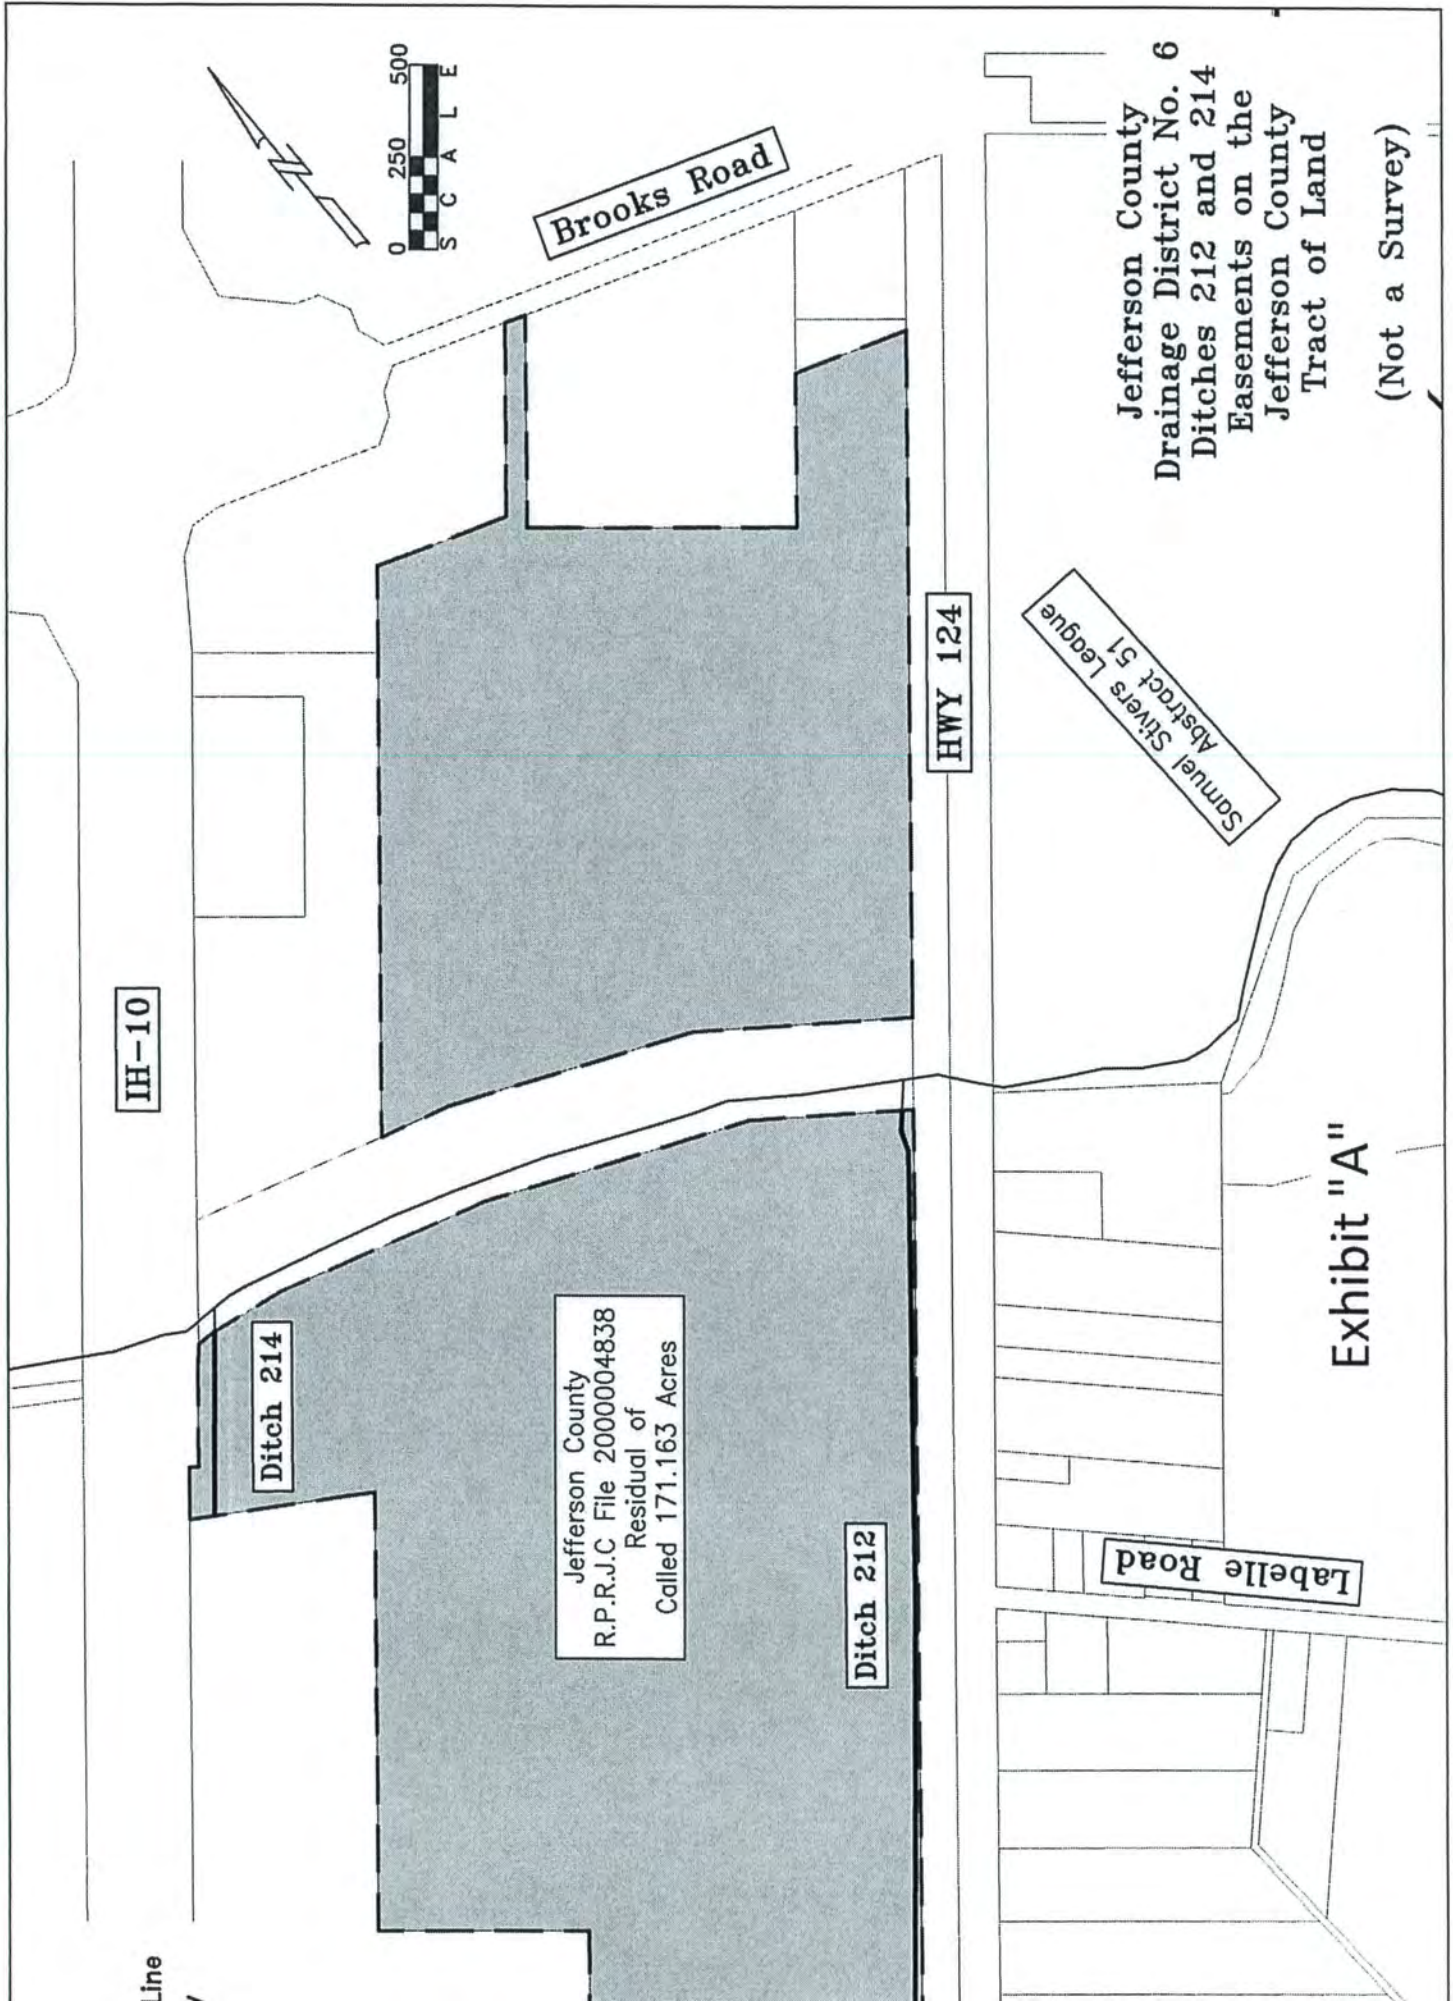 Line
IH-10
0 250 500
SCALE
Brooks Road
Ditch 214
Jefferson County
R.P.R.J.C File 2000004838
Residual of
Called 171.163 Acres
Ditch 212
HWY 124
Samuel Stivers League
Abstract 51
Labelle Road
Jefferson County
Drainage District No. 6
Ditches 212 and 214
Easements on the
Jefferson County
Tract of Land
(Not a Survey)
Exhibit "A"